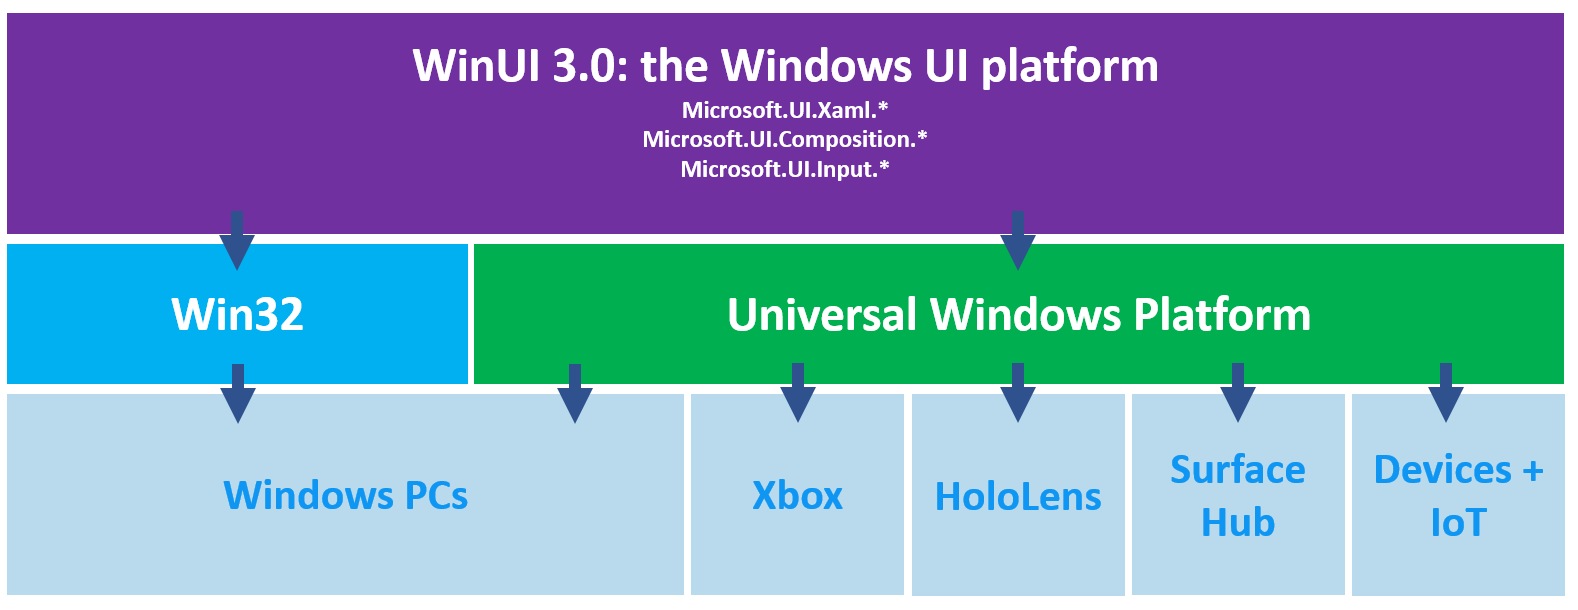 WinUI 3.0: the Windows UI platform
Microsoft.UI.Xaml.*
Microsoft.UI.Composition.*
Microsoft.UI.Input.*
Win32
Universal Windows Platform
Windows PCs
Xbox
HoloLens
Surface
Hub
Devices +
IoT